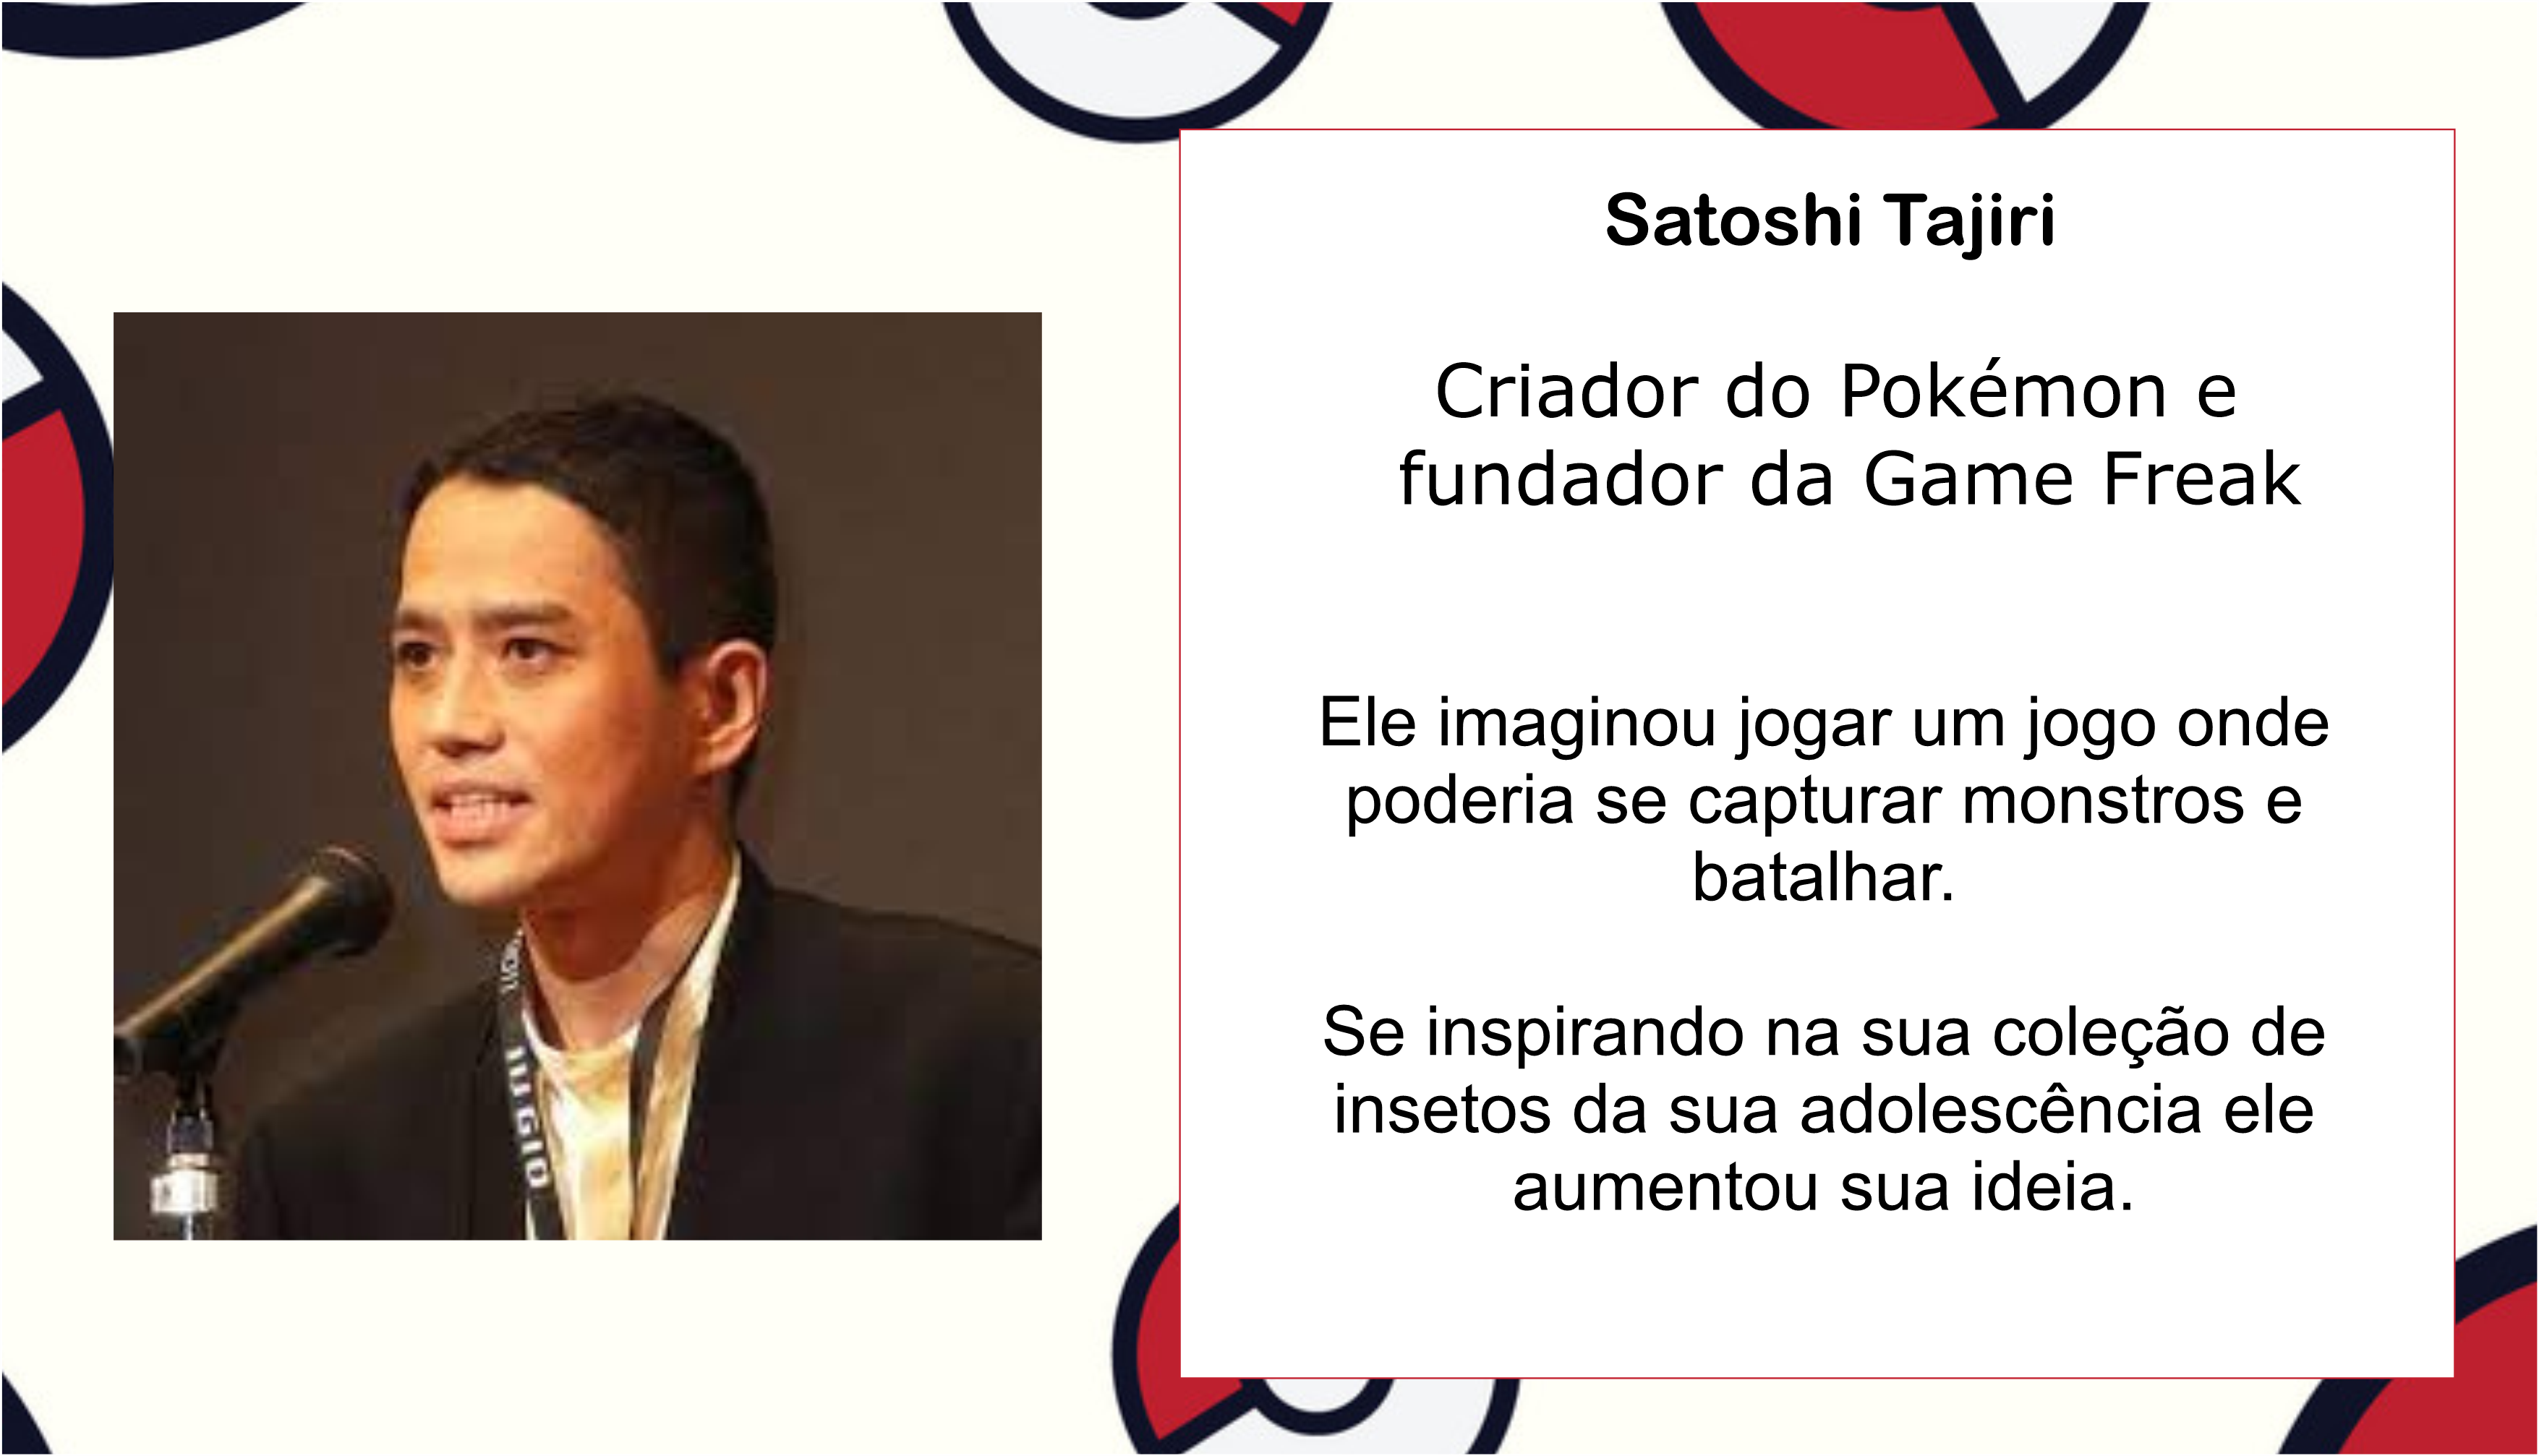 Satoshi Tajiri
Criador do Pokémon e
fundador da Game Freak
Ele imaginou jogar um jogo onde
poderia se capturar monstros e
batalhar.
Se inspirando na sua coleção de
insetos da sua adolescência ele
aumentou sua ideia.